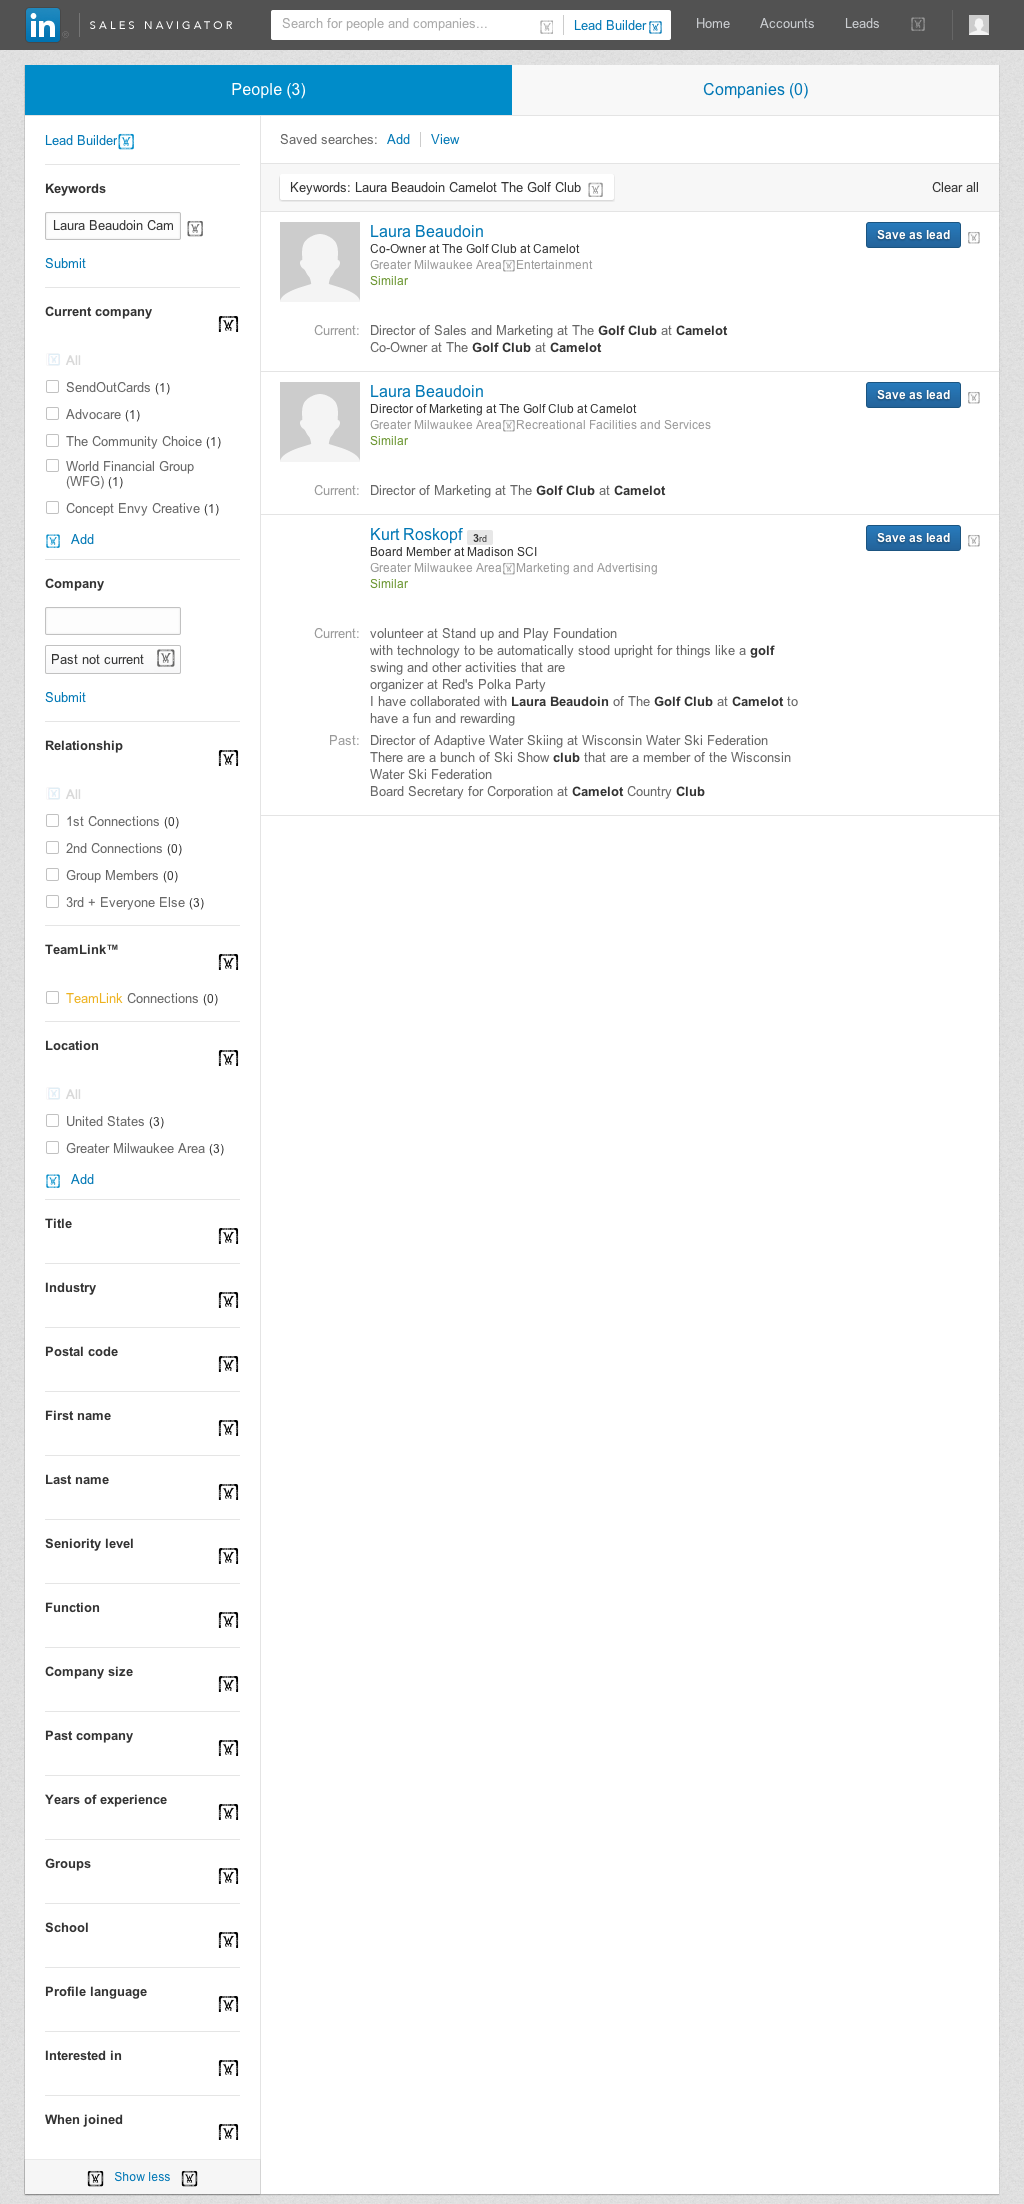 in SALES NAVIGATOR
Search for people and companies...
Lead Builder
Home
Accounts
Leads
People (3)
Companies (0)
Lead Builder
Keywords
Laura Beaudoin Cam
Submit
Current company
All
SendOutCards (1)
Advocare (1)
The Community Choice (1)
World Financial Group
(WFG) (1)
Concept Envy Creative (1)
Add
Company
Past not current
Submit
Relationship
All
1st Connections (0)
2nd Connections (0)
Group Members (0)
3rd + Everyone Else (3)
TeamLink™
TeamLink Connections (0)
Location
All
United States (3)
Greater Milwaukee Area (3)
Add
Title
Industry
Postal code
First name
Last name
Seniority level
Function
Company size
Past company
Years of experience
Groups
School
Profile language
Interested in
When joined
Show less
Saved searches: Add View
Keywords: Laura Beaudoin Camelot The Golf Club
Clear all
Laura Beaudoin
Save as lead
Co-Owner at The Golf Club at Camelot
Greater Milwaukee Area Entertainment
Similar
Current: Director of Sales and Marketing at The Golf Club at Camelot
Co-Owner at The Golf Club at Camelot
Laura Beaudoin
Save as lead
Director of Marketing at The Golf Club at Camelot
Greater Milwaukee Area Recreational Facilities and Services
Similar
Current: Director of Marketing at The Golf Club at Camelot
Kurt Roskopf 3rd
Save as lead
Board Member at Madison SCI
Greater Milwaukee Area Marketing and Advertising
Similar
Current: volunteer at Stand up and Play Foundation
with technology to be automatically stood upright for things like a golf
swing and other activities that are
organizer at Red's Polka Party
I have collaborated with Laura Beaudoin of The Golf Club at Camelot to
have a fun and rewarding
Past: Director of Adaptive Water Skiing at Wisconsin Water Ski Federation
There are a bunch of Ski Show club that are a member of the Wisconsin
Water Ski Federation
Board Secretary for Corporation at Camelot Country Club